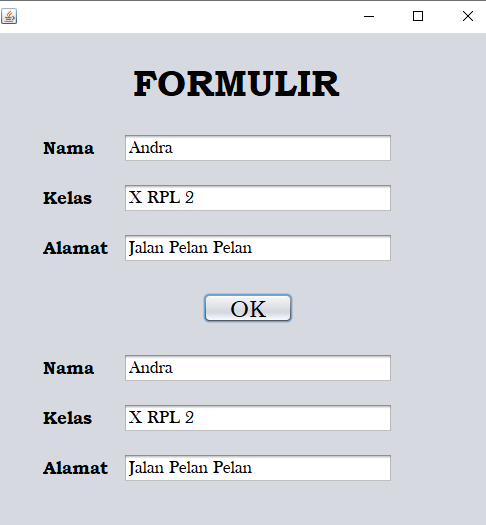 FORMULIR
Nama Andra
Kelas X RPL 2
Alamat Jalan Pelan Pelan
OK
Nama Andra
Kelas X RPL 2
Alamat Jalan Pelan Pelan